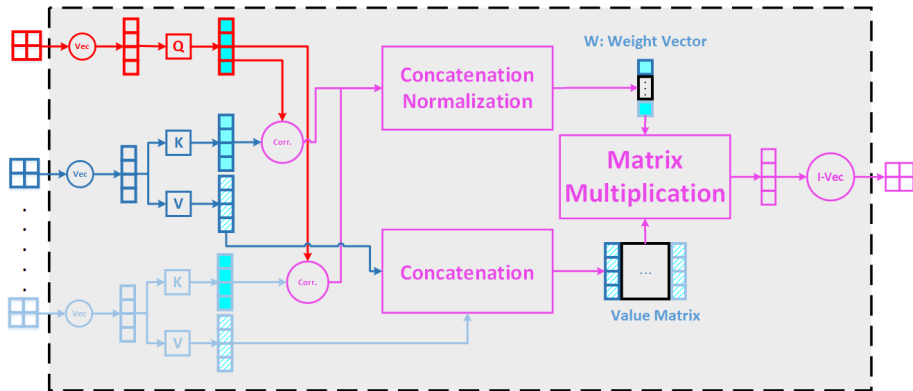 Vec
Q
W: Weight Vector
Concatenation
Normalization
Vec
K
Corr.
V
Matrix
Multiplication
I-Vec
Vec
K
Corr.
Concatenation
...
V
Value Matrix